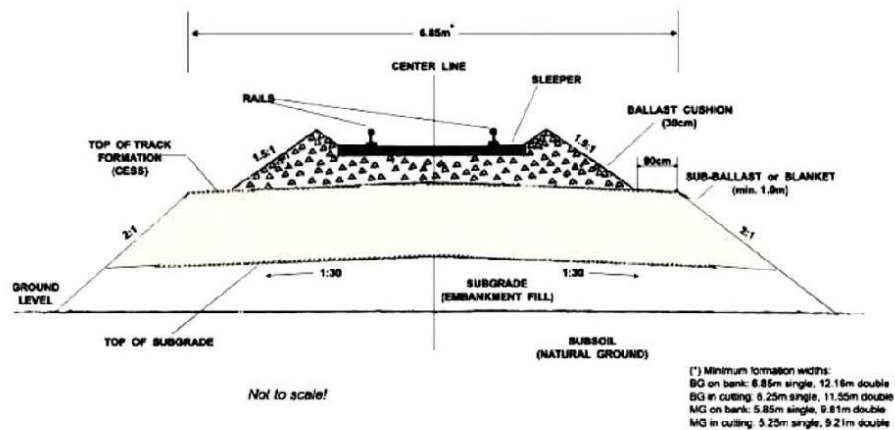 6.85m*
CENTER LINE
SLEEPER
RAILS
BALLAST CUSHION
(30cm)
1.5:1
1.5:1
TOP OF TRACK
FORMATION
(CESS)
90cm
SUB-BALLAST or BLANKET
(min. 1.0m)
2:1
2:1
1:30
1:30
GROUND
LEVEL
SUBGRADE
(EMBANKMENT FILL)
TOP OF SUBGRADE
SUBSOIL
(NATURAL GROUND)
Not to scale!
(*) Minimum formation widths:
BG on bank: 6.85m single, 12.16m double
BG in cutting: 6.25m single, 11.55m double
MG on bank: 5.85m single, 9.81m double
MG in cutting: 5.25m single, 9.21m double